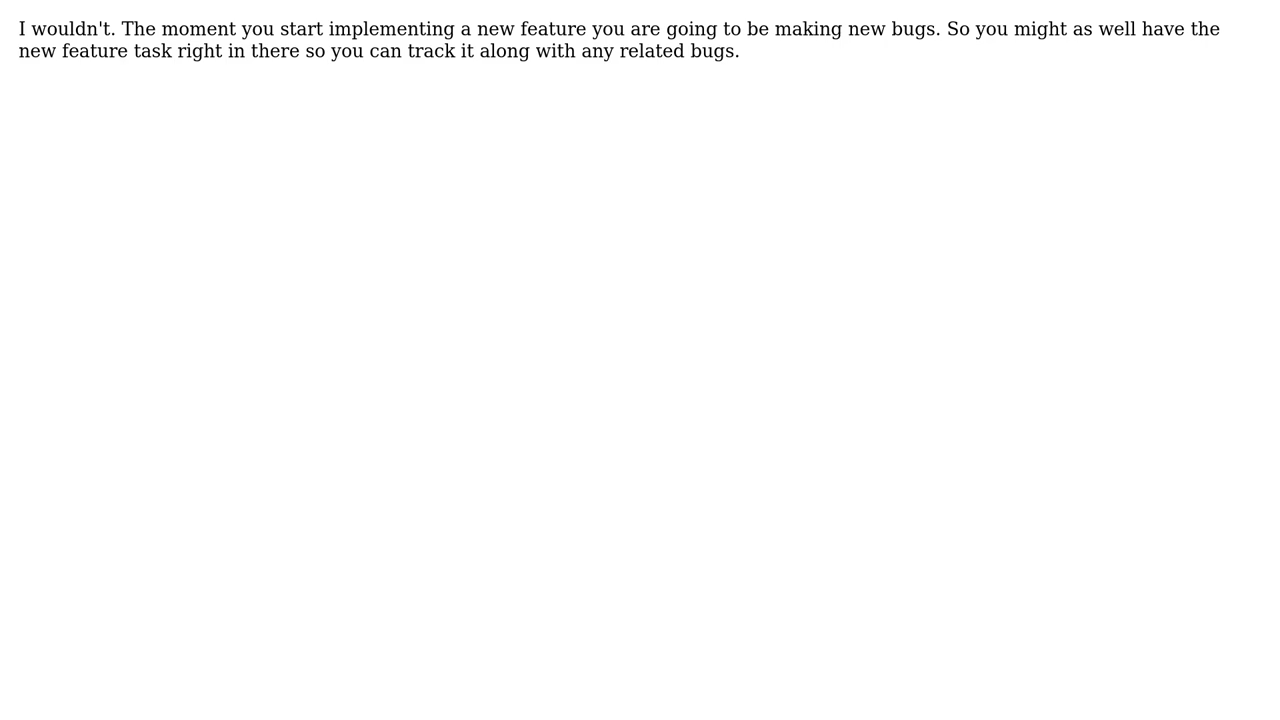 I wouldn't. The moment you start implementing a new feature you are going to be making new bugs. So you might as well have the
new feature task right in there so you can track it along with any related bugs.